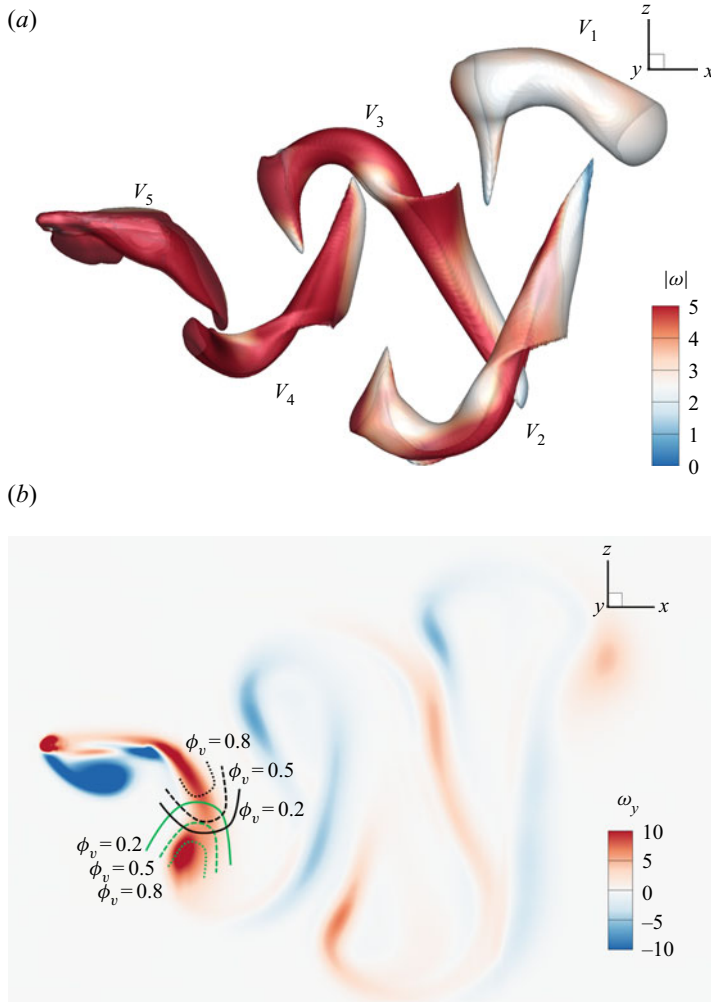 (a)
z
V₁
y
x
V₃
V₅
|ω|
5
4
3
2
1
0
V₄
V₂
(b)
z
y
x
ϕᵥ = 0.8
ϕᵥ = 0.5
ϕᵥ = 0.2
ϕᵥ = 0.2
ϕᵥ = 0.5
ϕᵥ = 0.8
ω_y
10
5
0
–5
–10